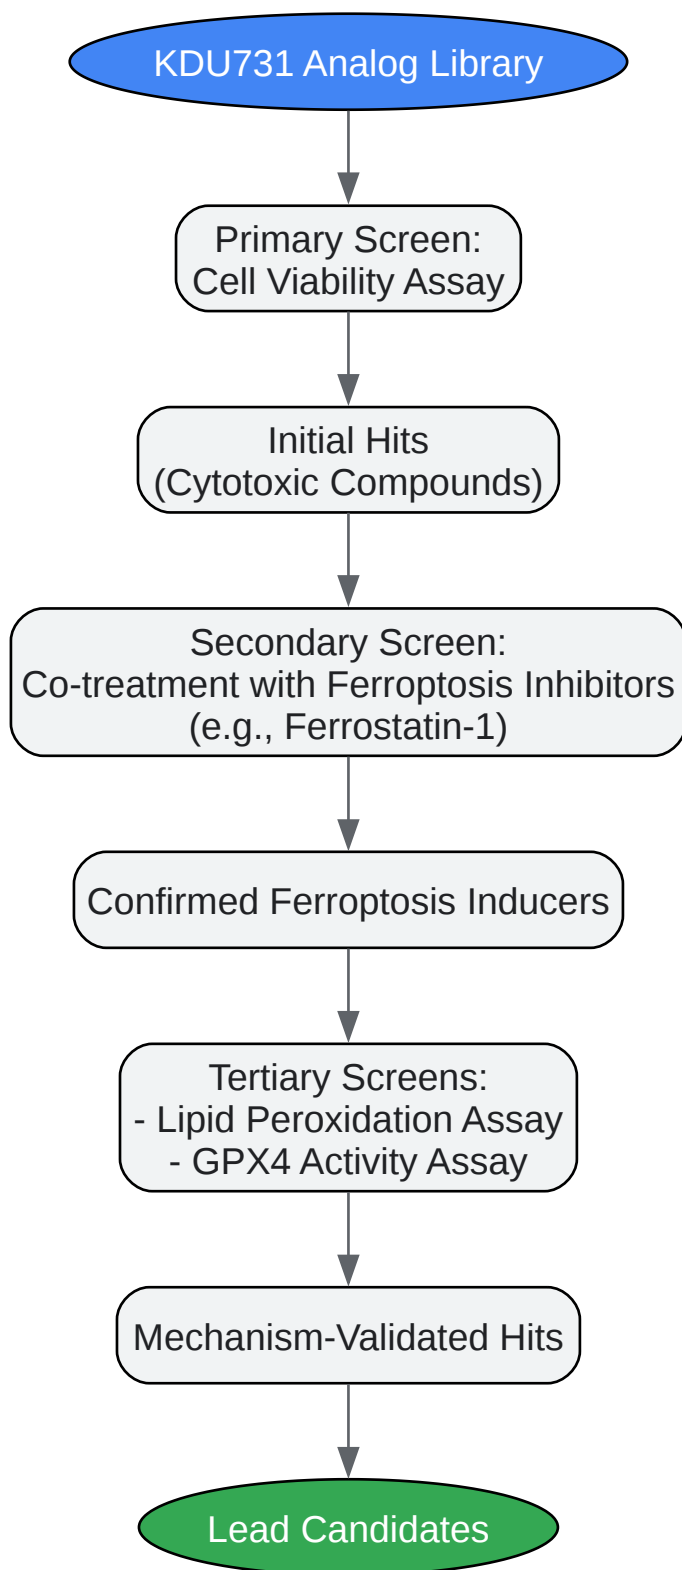 KDU731 Analog Library
Primary Screen:
Cell Viability Assay
Initial Hits
(Cytotoxic Compounds)
Secondary Screen:
Co-treatment with Ferroptosis Inhibitors
(e.g., Ferrostatin-1)
Confirmed Ferroptosis Inducers
Tertiary Screens:
- Lipid Peroxidation Assay
- GPX4 Activity Assay
Mechanism-Validated Hits
Lead Candidates